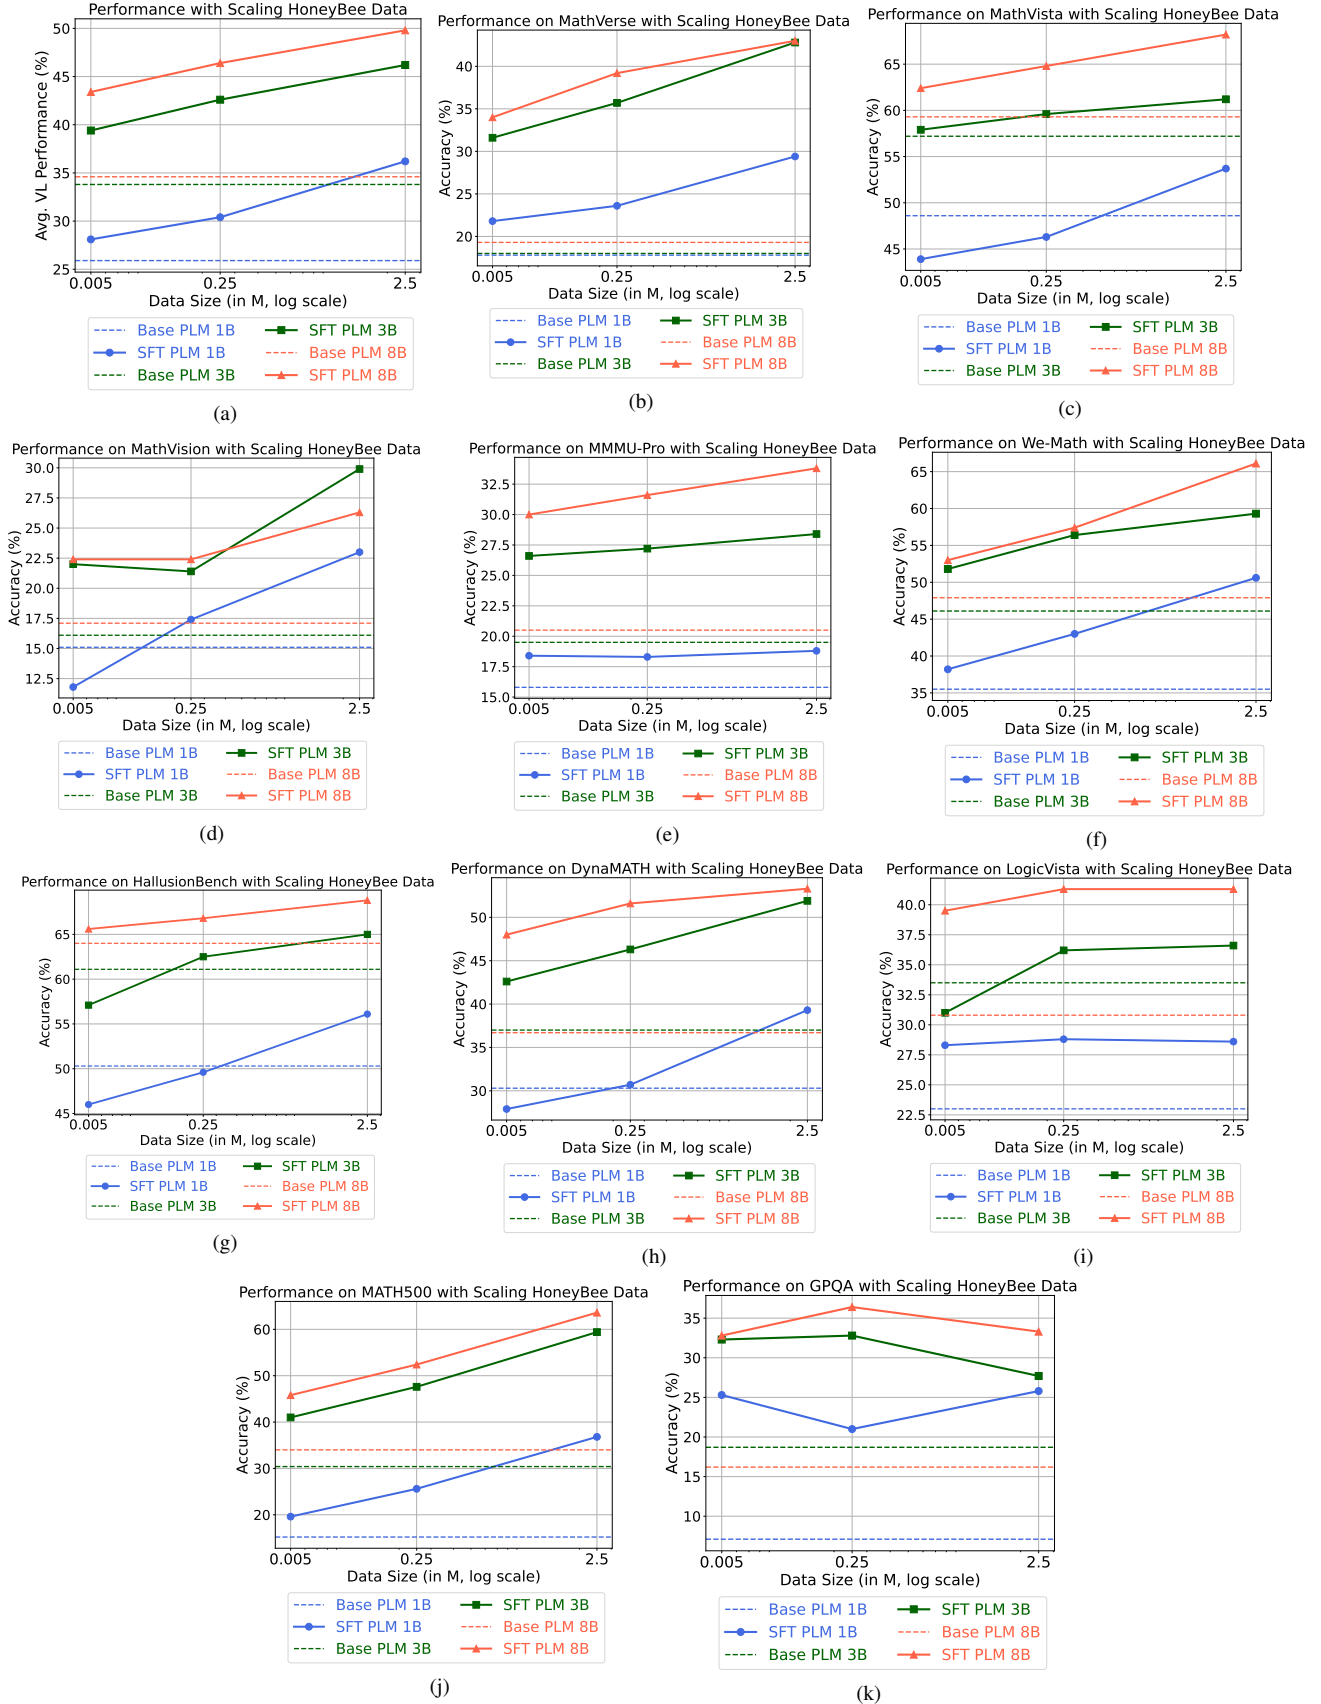 Performance with Scaling HoneyBee Data
Avg. VL Performance (%)
50
45
40
35
30
25
0.005 0.25 2.5
Data Size (in M, log scale)
Base PLM 1B SFT PLM 3B
SFT PLM 1B Base PLM 8B
Base PLM 3B SFT PLM 8B
(a)
Performance on MathVerse with Scaling HoneyBee Data
Accuracy (%)
40
35
30
25
20
0.005 0.25 2.5
Data Size (in M, log scale)
Base PLM 1B SFT PLM 3B
SFT PLM 1B Base PLM 8B
Base PLM 3B SFT PLM 8B
(b)
Performance on MathVista with Scaling HoneyBee Data
Accuracy (%)
65
60
55
50
45
0.005 0.25 2.5
Data Size (in M, log scale)
Base PLM 1B SFT PLM 3B
SFT PLM 1B Base PLM 8B
Base PLM 3B SFT PLM 8B
(c)
Performance on MathVision with Scaling HoneyBee Data
Accuracy (%)
30.0
27.5
25.0
22.5
20.0
17.5
15.0
12.5
0.005 0.25 2.5
Data Size (in M, log scale)
Base PLM 1B SFT PLM 3B
SFT PLM 1B Base PLM 8B
Base PLM 3B SFT PLM 8B
(d)
Performance on MMMU-Pro with Scaling HoneyBee Data
Accuracy (%)
32.5
30.0
27.5
25.0
22.5
20.0
17.5
15.0
0.005 0.25 2.5
Data Size (in M, log scale)
Base PLM 1B SFT PLM 3B
SFT PLM 1B Base PLM 8B
Base PLM 3B SFT PLM 8B
(e)
Performance on We-Math with Scaling HoneyBee Data
Accuracy (%)
65
60
55
50
45
40
35
0.005 0.25 2.5
Data Size (in M, log scale)
Base PLM 1B SFT PLM 3B
SFT PLM 1B Base PLM 8B
Base PLM 3B SFT PLM 8B
(f)
Performance on HallusionBench with Scaling HoneyBee Data
Accuracy (%)
65
60
55
50
45
0.005 0.25 2.5
Data Size (in M, log scale)
Base PLM 1B SFT PLM 3B
SFT PLM 1B Base PLM 8B
Base PLM 3B SFT PLM 8B
(g)
Performance on DynaMATH with Scaling HoneyBee Data
Accuracy (%)
50
45
40
35
30
0.005 0.25 2.5
Data Size (in M, log scale)
Base PLM 1B SFT PLM 3B
SFT PLM 1B Base PLM 8B
Base PLM 3B SFT PLM 8B
(h)
Performance on LogicVista with Scaling HoneyBee Data
Accuracy (%)
40.0
37.5
35.0
32.5
30.0
27.5
25.0
22.5
0.005 0.25 2.5
Data Size (in M, log scale)
Base PLM 1B SFT PLM 3B
SFT PLM 1B Base PLM 8B
Base PLM 3B SFT PLM 8B
(i)
Performance on MATH500 with Scaling HoneyBee Data
Accuracy (%)
60
50
40
30
20
0.005 0.25 2.5
Data Size (in M, log scale)
Base PLM 1B SFT PLM 3B
SFT PLM 1B Base PLM 8B
Base PLM 3B SFT PLM 8B
(j)
Performance on GPQA with Scaling HoneyBee Data
Accuracy (%)
35
30
25
20
15
10
0.005 0.25 2.5
Data Size (in M, log scale)
Base PLM 1B SFT PLM 3B
SFT PLM 1B Base PLM 8B
Base PLM 3B SFT PLM 8B
(k)